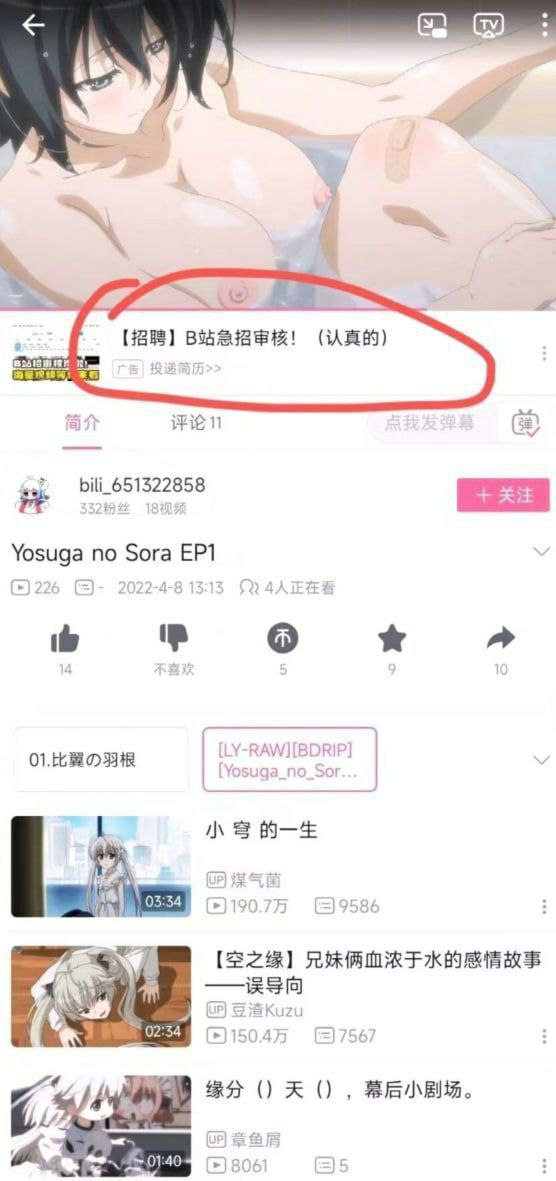 TV
【招聘】B站急招审核！（认真的）
广告 投递简历>>
B站招审核担啦！
海量视频等你来看
简介 评论 11 点我发弹幕 弹
bili_651322858
332粉丝 18视频
＋ 关注
Yosuga no Sora EP1
226 - 2022-4-8 13:13 4人正在看
14 不喜欢 5 9 10
01.比翼の羽根
[LY-RAW][BDRIP]
[Yosuga_no_Sor...
小 穹 的一生
03:34
UP 煤气菌
190.7万 9586
【空之缘】兄妹俩血浓于水的感情故事
——误导向
02:34
UP 豆渣Kuzu
150.4万 7567
缘分（）天（），幕后小剧场。
01:40
UP 章鱼屑
8061 5